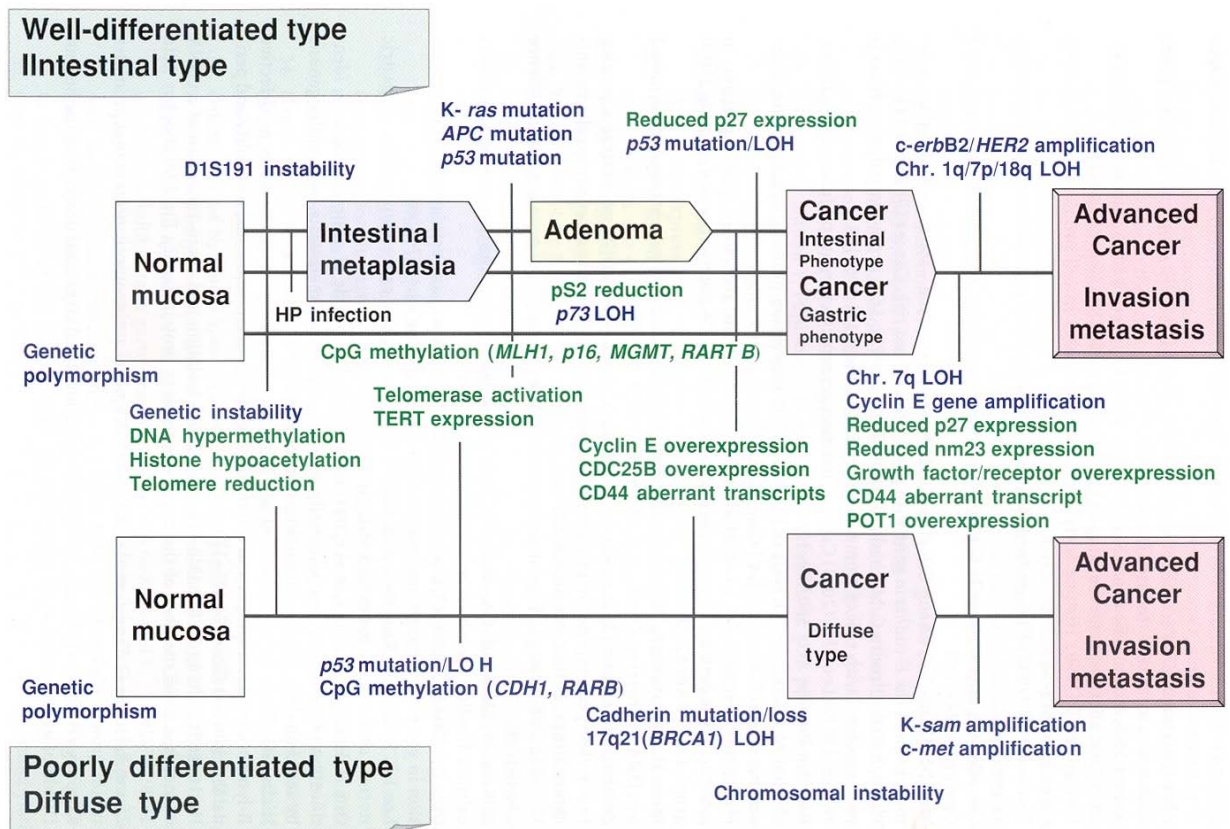 Well-differentiated type
IIntestinal type
K- ras mutation
APC mutation
p53 mutation
Reduced p27 expression
p53 mutation/LOH
c-erbB2/HER2 amplification
Chr. 1q/7p/18q LOH
D1S191 instability
Normal
mucosa
Intestinal
metaplasia
Adenoma
Cancer
Intestinal
Phenotype
Cancer
Gastric
phenotype
Advanced
Cancer
Invasion
metastasis
HP infection
pS2 reduction
p73 LOH
Genetic
polymorphism
CpG methylation (MLH1, p16, MGMT, RART B)
Telomerase activation
TERT expression
Genetic instability
DNA hypermethylation
Histone hypoacetylation
Telomere reduction
Cyclin E overexpression
CDC25B overexpression
CD44 aberrant transcripts
Chr. 7q LOH
Cyclin E gene amplification
Reduced p27 expression
Reduced nm23 expression
Growth factor/receptor overexpression
CD44 aberrant transcript
POT1 overexpression
Normal
mucosa
Cancer
Diffuse
type
Advanced
Cancer
Invasion
metastasis
p53 mutation/LO H
CpG methylation (CDH1, RARB)
Genetic
polymorphism
Cadherin mutation/loss
17q21(BRCA1) LOH
K-sam amplification
c-met amplification
Poorly differentiated type
Diffuse type
Chromosomal instability